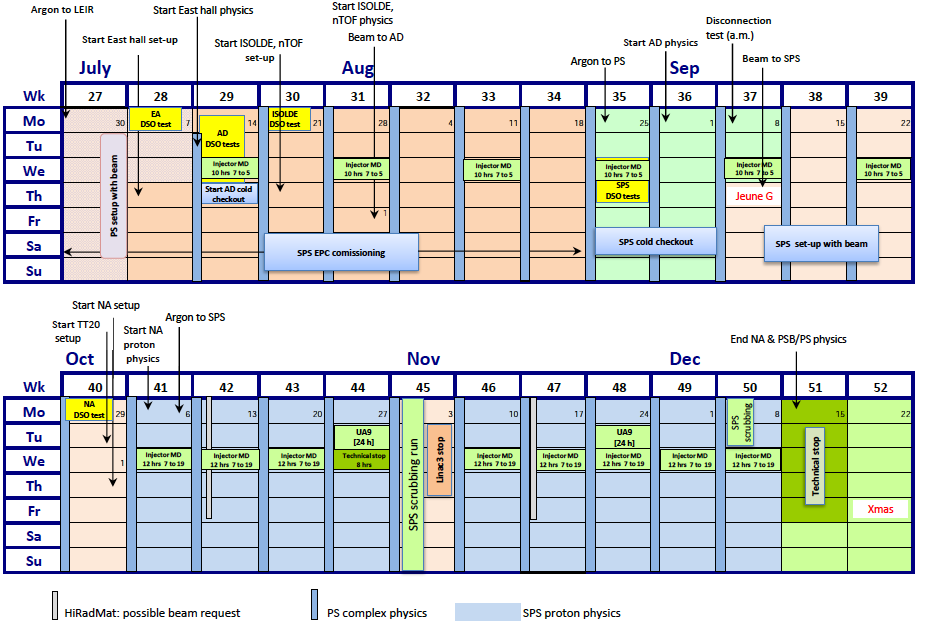 Argon to LEIR
Start East hall physics
Start ISOLDE,
nTOF physics
Start East hall set-up
Start ISOLDE, nTOF
set-up
Beam to AD
Disconnection
test (a.m.)
Start AD physics
Argon to PS
Beam to SPS
July
Aug
Sep
Wk 27 28 29 30 31 32 33 34 35 36 37 38 39
Mo 30 7 14 21 28 4 11 18 25 1 8 15 22
EA
DSO test
AD
DSO tests
ISOLDE
DSO test
Tu
We
Injector MD
10 hrs 7 to 5
Injector MD
10 hrs 7 to 5
Injector MD
10 hrs 7 to 5
Injector MD
10 hrs 7 to 5
Injector MD
10 hrs 7 to 5
Injector MD
10 hrs 7 to 5
Th
Start AD cold
checkout
SPS
DSO tests
Jeune G
PS setup with beam
Fr
1
Sa
SPS EPC comissioning
SPS cold checkout
SPS set-up with beam
Su
Start NA setup
Start TT20
setup
Start NA
proton
physics
Argon to SPS
End NA & PSB/PS physics
Oct
Nov
Dec
Wk 40 41 42 43 44 45 46 47 48 49 50 51 52
Mo 29 6 13 20 27 3 10 17 24 1 8 15 22
NA
DSO test
Tu
UA9
[24 h]
UA9
[24 h]
SPS
scrubbing
We
1
Injector MD
12 hrs 7 to 19
Injector MD
12 hrs 7 to 19
Injector MD
12 hrs 7 to 19
Technical stop
8 hrs
Injector MD
12 hrs 7 to 19
Injector MD
12 hrs 7 to 19
Injector MD
12 hrs 7 to 19
Injector MD
12 hrs 7 to 19
Injector MD
12 hrs 7 to 19
SPS scrubbing run
Linac3 stop
Technical stop
Th
Fr
Xmas
Sa
Su
HiRadMat: possible beam request
PS complex physics
SPS proton physics